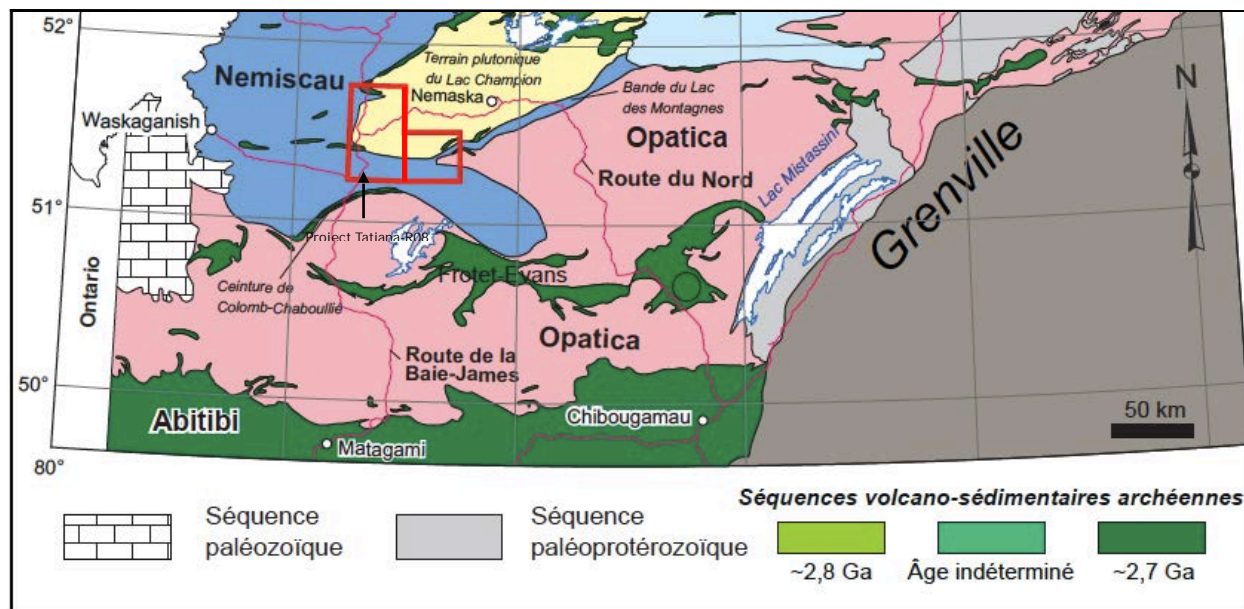 52°
Terrain plutonique
du Lac Champion
Nemiscau
Nemaska
Bande du Lac
des Montagnes
N
Waskaganish
Opatica
Lac Mistassini
Route du Nord
51°
Project Tatiana-R08
Grenville
Ontario
Frotet-Evans
Ceinture de
Colomb-Chaboullié
Opatica
Route de la
Baie-James
50°
Abitibi
Chibougamau
50 km
Matagami
80°
Séquence
paléozoïque
Séquence
paléoprotérozoïque
Séquences volcano-sédimentaires archéennes
~2,8 Ga
Âge indéterminé
~2,7 Ga